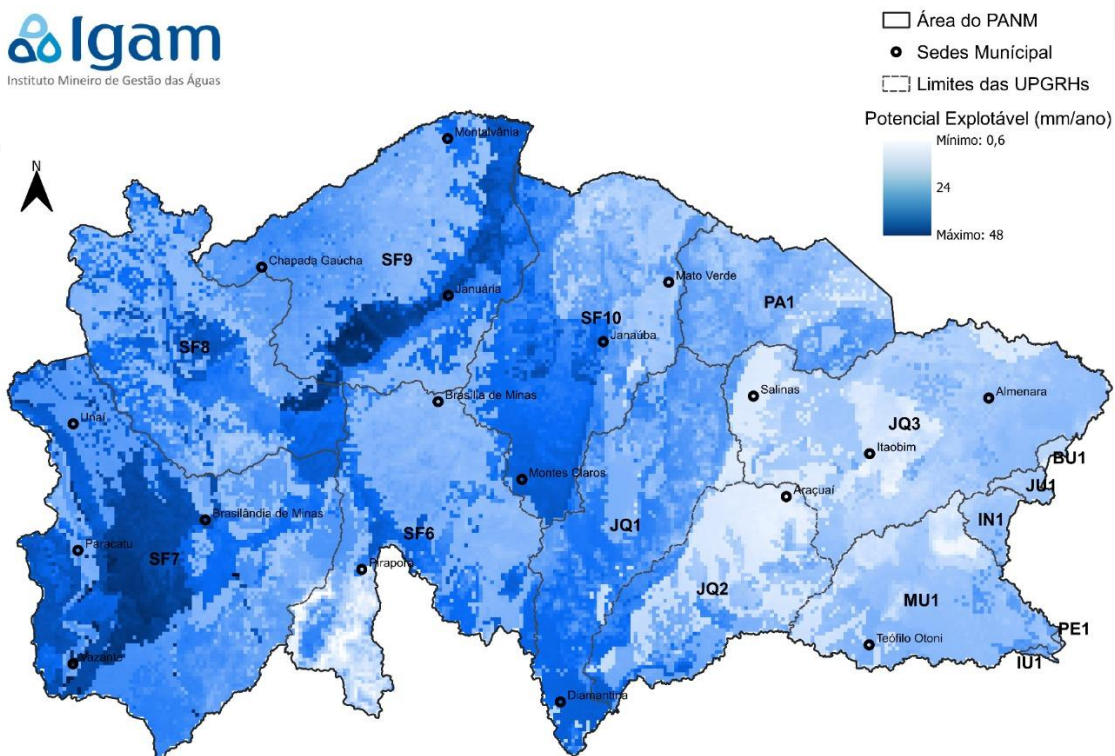 Igam
Instituto Mineiro de Gestão das Águas
Área do PANM
Sedes Munícipal
Limites das UPGRHs
Potencial Explotável (mm/ano)
Mínimo: 0,6
24
Máximo: 48
N
Montalvânia
Chapada Gaúcha
SF9
Januária
Mato Verde
PA1
SF10
Janaúba
SF8
Unaí
Brasília de Minas
Salinas
Almenara
JQ3
Itaobim
BU1
JU1
Montes Claros
Araçuaí
IN1
Brasilândia de Minas
SF6
JQ1
Paracatu
SF7
Pirapora
JQ2
MU1
PE1
Teófilo Otoni
IU1
Vazante
Diamantina